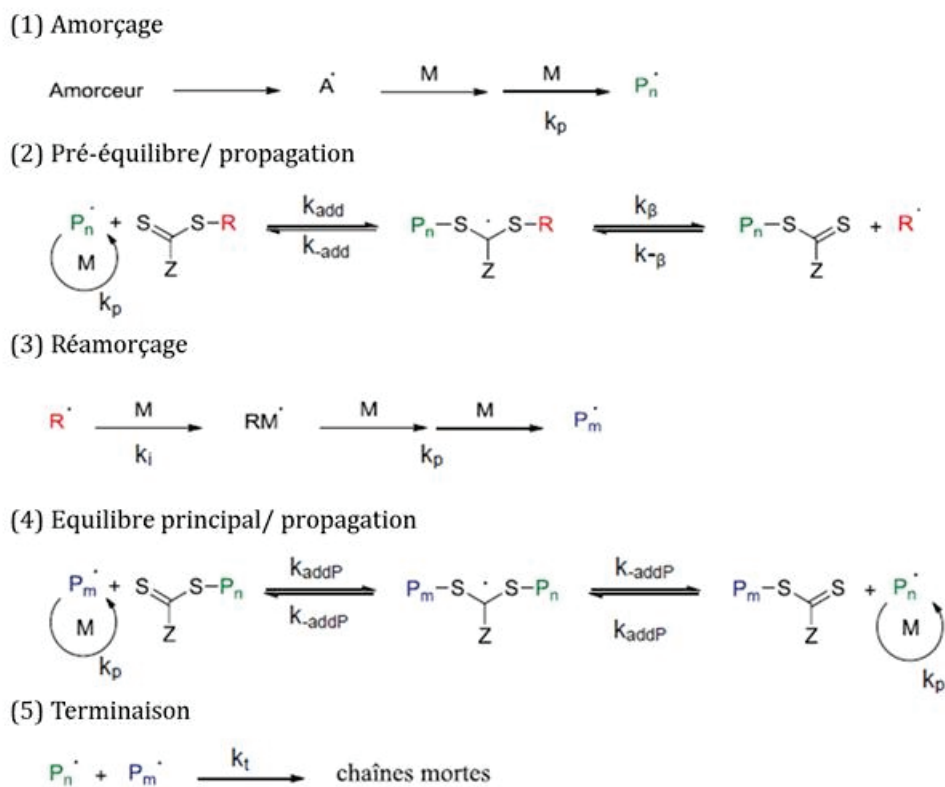 (1) Amorçage
Amorceur A˙ M M Pn˙
kp
(2) Pré-équilibre/ propagation
Pn˙ + S S–R kadd Pn–S ˙ S–R kβ Pn–S S + R˙
M Z k-add Z k-β Z
kp
(3) Réamorçage
R˙ M RM˙ M M Pm˙
ki kp
(4) Equilibre principal/ propagation
Pm˙ + S S–Pn kaddP Pm–S ˙ S–Pn k-addP Pm–S S + Pn˙
M Z k-addP Z kaddP Z M
kp kp
(5) Terminaison
Pn˙ + Pm˙ kt chaînes mortes